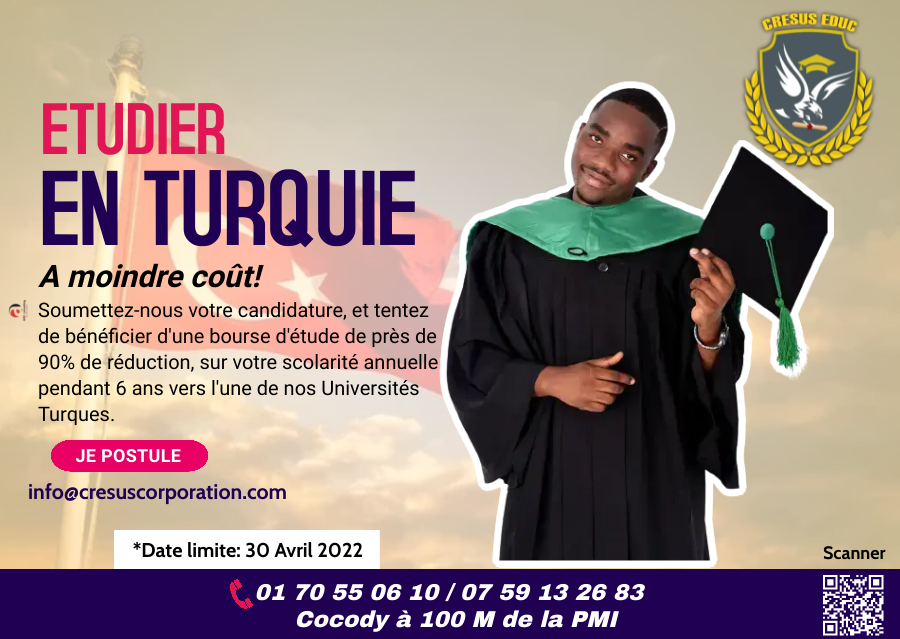 CRESUS EDUC
ETUDIER
EN TURQUIE
A moindre coût!
Soumettez-nous votre candidature, et tentez
de bénéficier d'une bourse d'étude de près de
90% de réduction, sur votre scolarité annuelle
pendant 6 ans vers l'une de nos Universités
Turques.
JE POSTULE
info@cresuscorporation.com
*Date limite: 30 Avril 2022
Scanner
01 70 55 06 10 / 07 59 13 26 83
Cocody à 100 M de la PMI